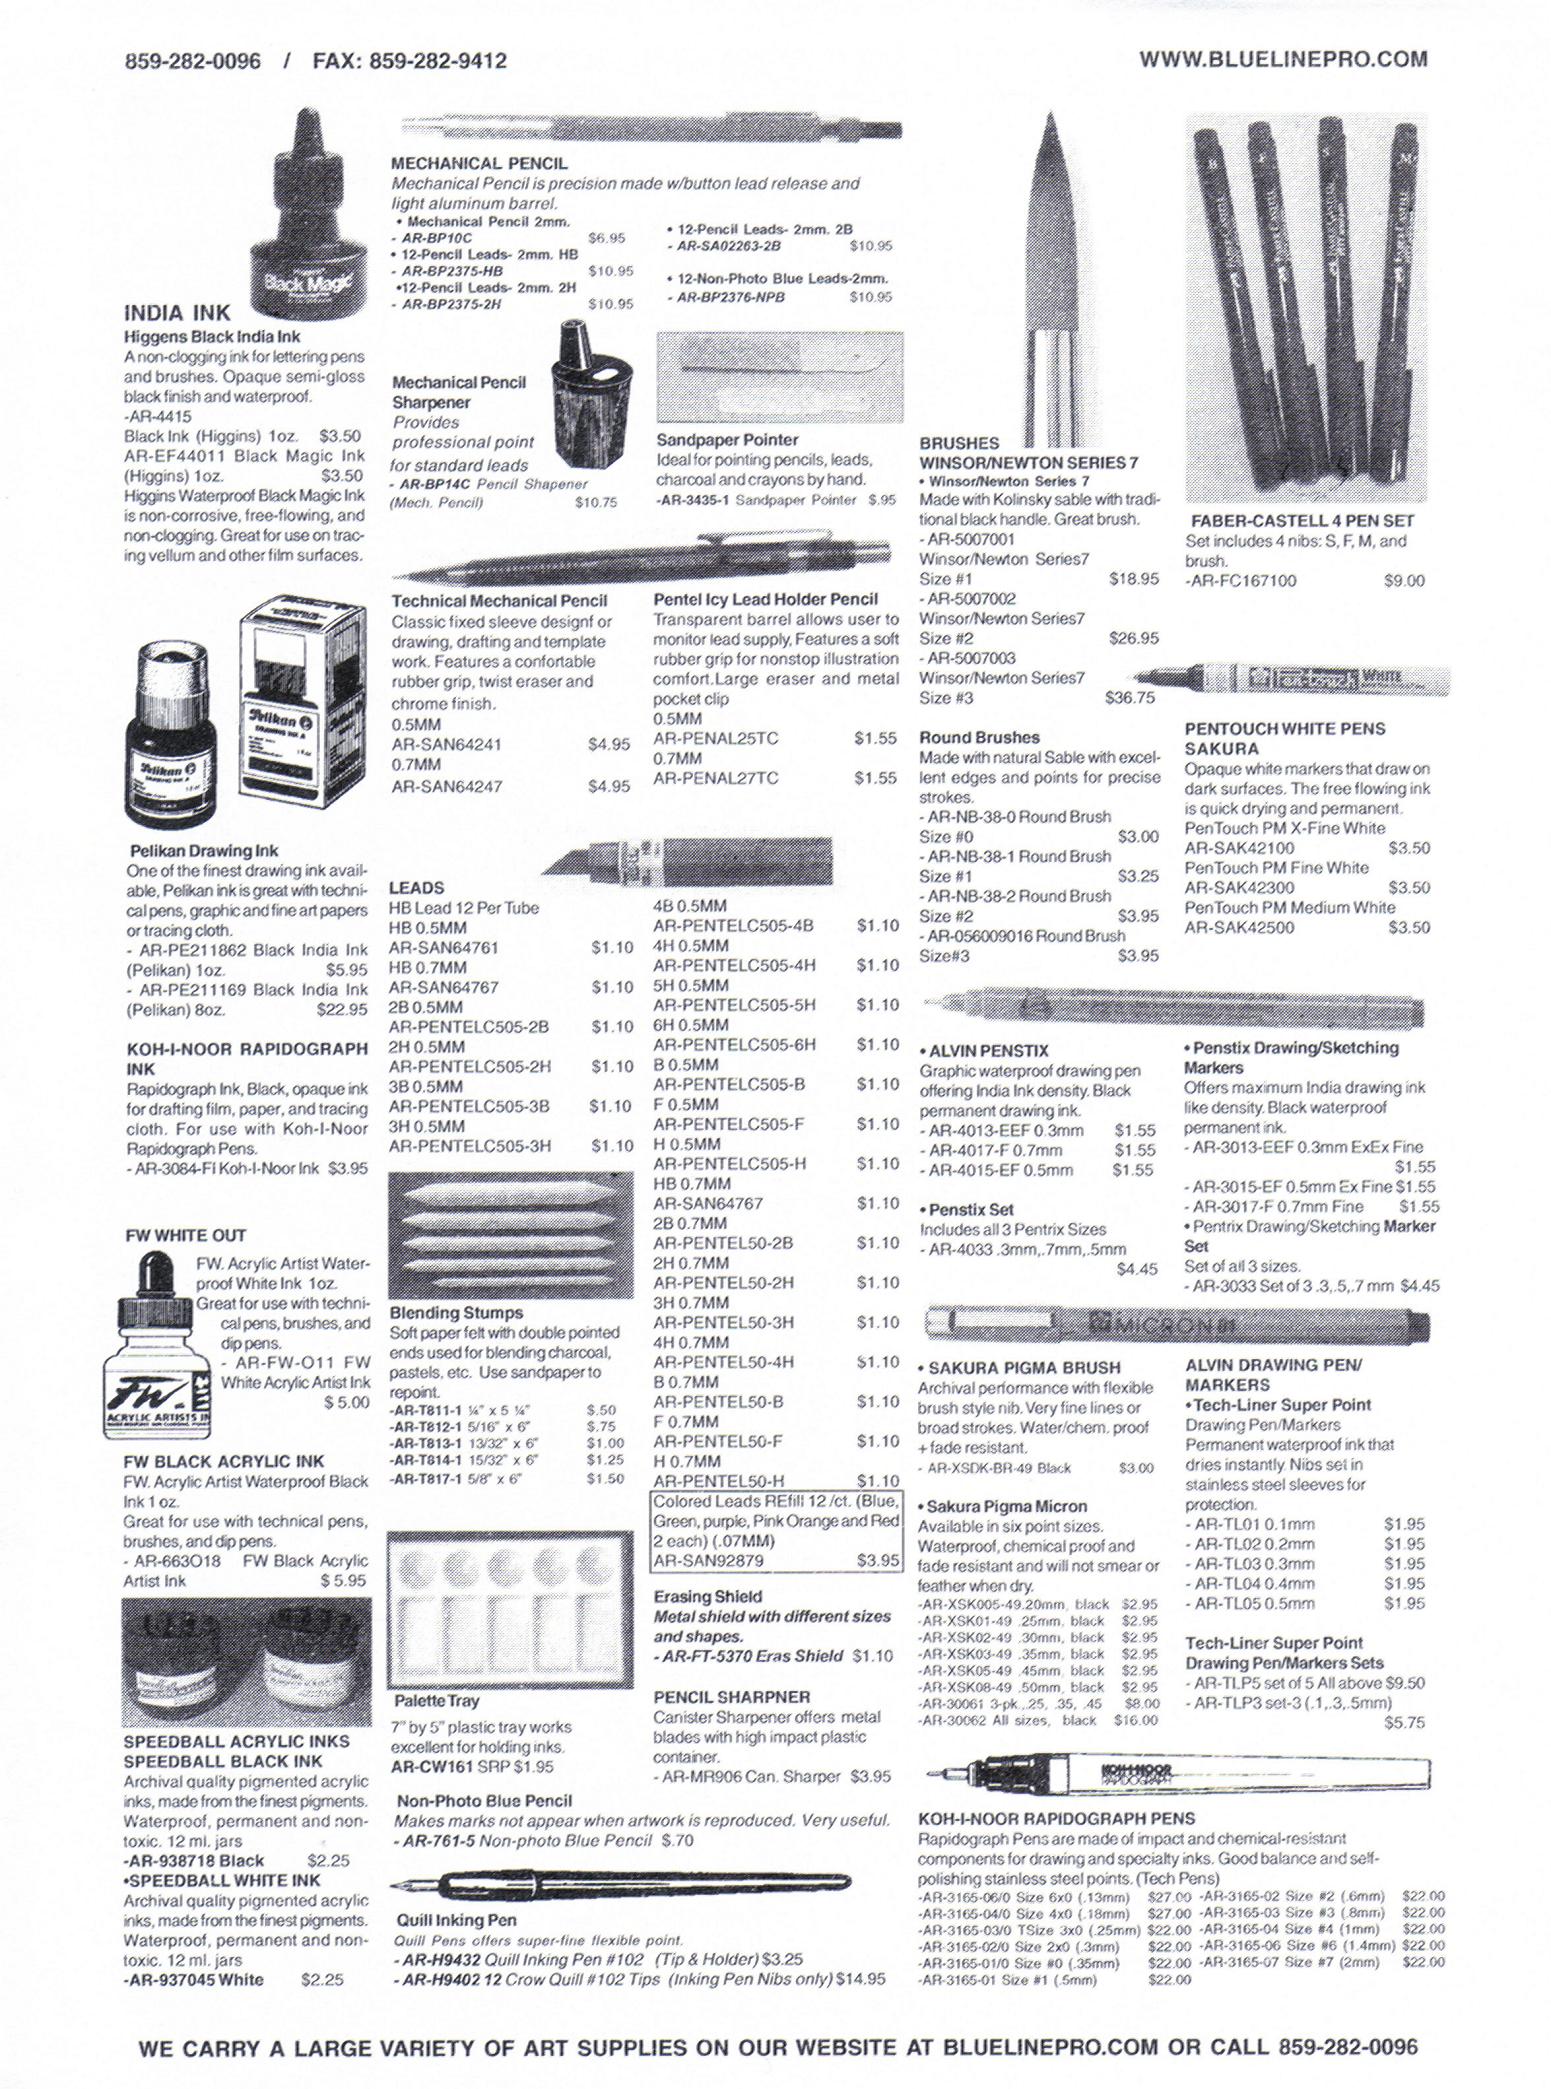 859-282-0096 / FAX: 859-282-9412
WWW.BLUELINEPRO.COM
Black Magic
INDIA INK
Higgens Black India Ink
A non-clogging ink for lettering pens
and brushes. Opaque semi-gloss
black finish and waterproof.
-AR-4415
Black Ink (Higgins) 1oz. $3.50
AR-EF44011 Black Magic Ink
(Higgins) 1oz. $3.50
Higgins Waterproof Black Magic Ink
is non-corrosive, free-flowing, and
non-clogging. Great for use on trac-
ing vellum and other film surfaces.
Pelikan
DRAWING INK A
Pelikan
DRAWING INK A
Pelikan Drawing Ink
One of the finest drawing ink avail-
able, Pelikan ink is great with techni-
cal pens, graphic and fine art papers
or tracing cloth.
- AR-PE211862 Black India Ink
(Pelikan) 1oz. $5.95
- AR-PE211169 Black India Ink
(Pelikan) 8oz. $22.95
KOH-I-NOOR RAPIDOGRAPH
INK
Rapidograph Ink, Black, opaque ink
for drafting film, paper, and tracing
cloth. For use with Koh-I-Noor
Rapidograph Pens.
- AR-3084-FI Koh-I-Noor Ink $3.95
FW WHITE OUT
FW. Acrylic Artist Water-
proof White Ink 1oz.
Great for use with techni-
cal pens, brushes, and
dip pens.
- AR-FW-O11 FW
White Acrylic Artist Ink
$ 5.00
FW
ACRYLIC ARTISTS IN
FW BLACK ACRYLIC INK
FW. Acrylic Artist Waterproof Black
Ink 1 oz.
Great for use with technical pens,
brushes, and dip pens.
- AR-663O18 FW Black Acrylic
Artist Ink $ 5.95
SPEEDBALL ACRYLIC INKS
SPEEDBALL BLACK INK
Archival quality pigmented acrylic
inks, made from the finest pigments.
Waterproof, permanent and non-
toxic. 12 ml. jars
-AR-938718 Black $2.25
•SPEEDBALL WHITE INK
Archival quality pigmented acrylic
inks, made from the finest pigments.
Waterproof, permanent and non-
toxic. 12 ml. jars
-AR-937045 White $2.25
MECHANICAL PENCIL
Mechanical Pencil is precision made w/button lead release and
light aluminum barrel.
• Mechanical Pencil 2mm.
- AR-BP10C $6.95
• 12-Pencil Leads- 2mm. HB
- AR-BP2375-HB $10.95
•12-Pencil Leads- 2mm. 2H
- AR-BP2375-2H $10.95
• 12-Pencil Leads- 2mm. 2B
- AR-SA02263-2B $10.95
• 12-Non-Photo Blue Leads-2mm.
- AR-BP2376-NPB $10.95
Mechanical Pencil
Sharpener
Provides
professional point
for standard leads
- AR-BP14C Pencil Shapener
(Mech. Pencil) $10.75
Sandpaper Pointer
Ideal for pointing pencils, leads,
charcoal and crayons by hand.
-AR-3435-1 Sandpaper Pointer $.95
Technical Mechanical Pencil
Classic fixed sleeve designf or
drawing, drafting and template
work. Features a confortable
rubber grip, twist eraser and
chrome finish.
0.5MM
AR-SAN64241 $4.95
0.7MM
AR-SAN64247 $4.95
Pentel Icy Lead Holder Pencil
Transparent barrel allows user to
monitor lead supply, Features a soft
rubber grip for nonstop illustration
comfort.Large eraser and metal
pocket clip
0.5MM
AR-PENAL25TC $1.55
0.7MM
AR-PENAL27TC $1.55
LEADS
HB Lead 12 Per Tube
HB 0.5MM
AR-SAN64761 $1.10
HB 0.7MM
AR-SAN64767 $1.10
2B 0.5MM
AR-PENTELC505-2B $1.10
2H 0.5MM
AR-PENTELC505-2H $1.10
3B 0.5MM
AR-PENTELC505-3B $1.10
3H 0.5MM
AR-PENTELC505-3H $1.10
4B 0.5MM
AR-PENTELC505-4B $1.10
4H 0.5MM
AR-PENTELC505-4H $1.10
5H 0.5MM
AR-PENTELC505-5H $1.10
6H 0.5MM
AR-PENTELC505-6H $1.10
B 0.5MM
AR-PENTELC505-B $1.10
F 0.5MM
AR-PENTELC505-F $1.10
H 0.5MM
AR-PENTELC505-H $1.10
HB 0.7MM
AR-SAN64767 $1.10
2B 0.7MM
AR-PENTEL50-2B $1.10
2H 0.7MM
AR-PENTEL50-2H $1.10
3H 0.7MM
AR-PENTEL50-3H $1.10
4H 0.7MM
AR-PENTEL50-4H $1.10
B 0.7MM
AR-PENTEL50-B $1.10
F 0.7MM
AR-PENTEL50-F $1.10
H 0.7MM
AR-PENTEL50-H $1.10
Colored Leads REfill 12 /ct. (Blue,
Green, purple, Pink Orange and Red
2 each) (.07MM)
AR-SAN92879 $3.95
Blending Stumps
Soft paper felt with double pointed
ends used for blending charcoal,
pastels, etc. Use sandpaper to
repoint.
-AR-T811-1 ¼" x 5 ¼" $.50
-AR-T812-1 5/16" x 6" $.75
-AR-T813-1 13/32" x 6" $1.00
-AR-T814-1 15/32" x 6" $1.25
-AR-T817-1 5/8" x 6" $1.50
Palette Tray
7" by 5" plastic tray works
excellent for holding inks.
AR-CW161 SRP $1.95
Erasing Shield
Metal shield with different sizes
and shapes.
- AR-FT-5370 Eras Shield $1.10
PENCIL SHARPNER
Canister Sharpener offers metal
blades with high impact plastic
container.
- AR-MR906 Can. Sharper $3.95
Non-Photo Blue Pencil
Makes marks not appear when artwork is reproduced. Very useful.
- AR-761-5 Non-photo Blue Pencil $.70
Quill Inking Pen
Quill Pens offers super-fine flexible point.
- AR-H9432 Quill Inking Pen #102 (Tip & Holder) $3.25
- AR-H9402 12 Crow Quill #102 Tips (Inking Pen Nibs only) $14.95
BRUSHES
WINSOR/NEWTON SERIES 7
• Winsor/Newton Series 7
Made with Kolinsky sable with tradi-
tional black handle. Great brush.
- AR-5007001
Winsor/Newton Series7
Size #1 $18.95
- AR-5007002
Winsor/Newton Series7
Size #2 $26.95
- AR-5007003
Winsor/Newton Series7
Size #3 $36.75
Round Brushes
Made with natural Sable with excel-
lent edges and points for precise
strokes.
- AR-NB-38-0 Round Brush
Size #0 $3.00
- AR-NB-38-1 Round Brush
Size #1 $3.25
- AR-NB-38-2 Round Brush
Size #2 $3.95
- AR-056009016 Round Brush
Size#3 $3.95
B F S M
FABER-CASTELL 4 PEN SET
Set includes 4 nibs: S, F, M, and
brush.
-AR-FC167100 $9.00
Pen-touch WHITE
PENTOUCH WHITE PENS
SAKURA
Opaque white markers that draw on
dark surfaces. The free flowing ink
is quick drying and permanent.
PenTouch PM X-Fine White
AR-SAK42100 $3.50
PenTouch PM Fine White
AR-SAK42300 $3.50
PenTouch PM Medium White
AR-SAK42500 $3.50
• ALVIN PENSTIX
Graphic waterproof drawing pen
offering India Ink density. Black
permanent drawing ink.
- AR-4013-EEF 0.3mm $1.55
- AR-4017-F 0.7mm $1.55
- AR-4015-EF 0.5mm $1.55
• Penstix Set
Includes all 3 Pentrix Sizes
- AR-4033 .3mm,.7mm,.5mm
$4.45
• Penstix Drawing/Sketching
Markers
Offers maximum India drawing ink
like density. Black waterproof
permanent ink.
- AR-3013-EEF 0.3mm ExEx Fine
$1.55
- AR-3015-EF 0.5mm Ex Fine $1.55
- AR-3017-F 0.7mm Fine $1.55
• Pentrix Drawing/Sketching Marker
Set
Set of all 3 sizes.
- AR-3033 Set of 3 .3,.5,.7 mm $4.45
MICRON 01
• SAKURA PIGMA BRUSH
Archival performance with flexible
brush style nib. Very fine lines or
broad strokes. Water/chem. proof
+ fade resistant.
- AR-XSDK-BR-49 Black $3.00
• Sakura Pigma Micron
Available in six point sizes.
Waterproof, chemical proof and
fade resistant and will not smear or
feather when dry.
-AR-XSK005-49.20mm, black $2.95
-AR-XSK01-49 .25mm, black $2.95
-AR-XSK02-49 .30mm, black $2.95
-AR-XSK03-49 .35mm, black $2.95
-AR-XSK05-49 .45mm, black $2.95
-AR-XSK08-49 .50mm, black $2.95
-AR-30061 3-pk,.25, .35, .45 $8.00
-AR-30062 All sizes, black $16.00
ALVIN DRAWING PEN/
MARKERS
•Tech-Liner Super Point
Drawing Pen/Markers
Permanent waterproof ink that
dries instantly. Nibs set in
stainless steel sleeves for
protection.
- AR-TL01 0.1mm $1.95
- AR-TL02 0.2mm $1.95
- AR-TL03 0.3mm $1.95
- AR-TL04 0.4mm $1.95
- AR-TL05 0.5mm $1.95
Tech-Liner Super Point
Drawing Pen/Markers Sets
- AR-TLP5 set of 5 All above $9.50
- AR-TLP3 set-3 (.1,.3,.5mm)
$5.75
KOH-I-NOOR
RAPIDOGRAPH
KOH-I-NOOR RAPIDOGRAPH PENS
Rapidograph Pens are made of impact and chemical-resistant
components for drawing and specialty inks. Good balance and self-
polishing stainless steel points. (Tech Pens)
-AR-3165-06/0 Size 6x0 (.13mm) $27.00 -AR-3165-02 Size #2 (.6mm) $22.00
-AR-3165-04/0 Size 4x0 (.18mm) $27.00 -AR-3165-03 Size #3 (.8mm) $22.00
-AR-3165-03/0 TSize 3x0 (.25mm) $22.00 -AR-3165-04 Size #4 (1mm) $22.00
-AR-3165-02/0 Size 2x0 (.3mm) $22.00 -AR-3165-06 Size #6 (1.4mm) $22.00
-AR-3165-01/0 Size #0 (.35mm) $22.00 -AR-3165-07 Size #7 (2mm) $22.00
-AR-3165-01 Size #1 (.5mm) $22.00
WE CARRY A LARGE VARIETY OF ART SUPPLIES ON OUR WEBSITE AT BLUELINEPRO.COM OR CALL 859-282-0096